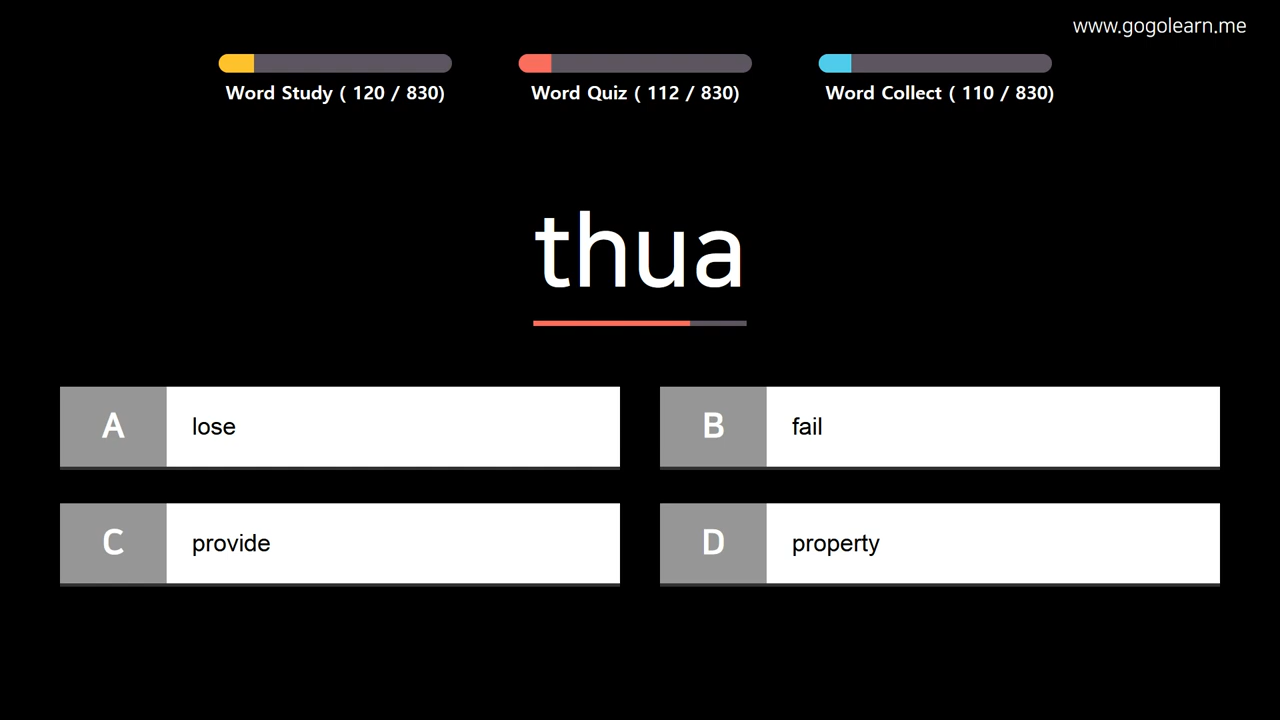 www.gogolearn.me
Word Study ( 120 / 830)
Word Quiz ( 112 / 830)
Word Collect ( 110 / 830)
thua
A lose
B fail
C provide
D property